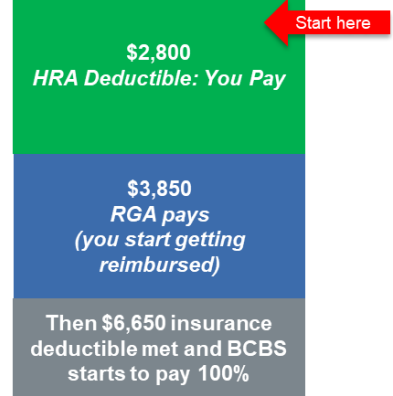 Start here
$2,800
HRA Deductible: You Pay
$3,850
RGA pays
(you start getting
reimbursed)
Then $6,650 insurance
deductible met and BCBS
starts to pay 100%